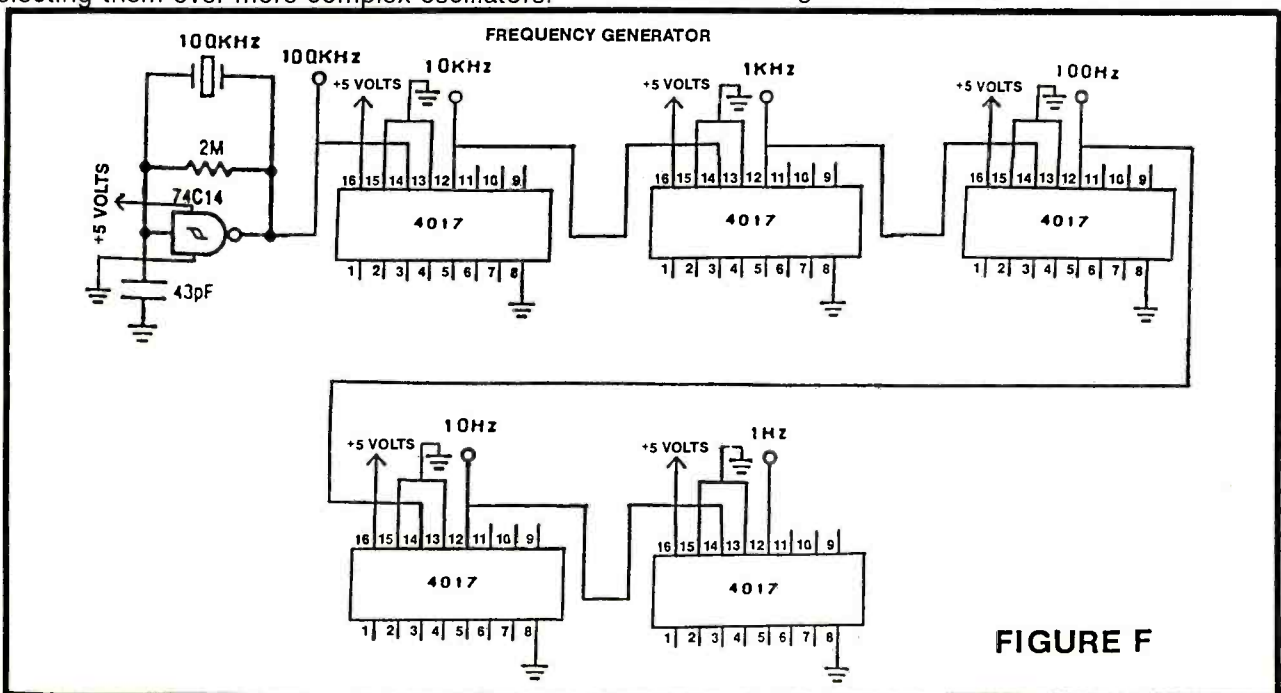 FREQUENCY GENERATOR
100KHz
100KHz
2M
74C14
+5 VOLTS
43pF
+5 VOLTS
10KHz
16 15 14 13 12 11 10 9
4017
1 2 3 4 5 6 7 8
+5 VOLTS
1KHz
16 15 14 13 12 11 10 9
4017
1 2 3 4 5 6 7 8
+5 VOLTS
100Hz
16 15 14 13 12 11 10 9
4017
1 2 3 4 5 6 7 8
+5 VOLTS
10Hz
16 15 14 13 12 11 10 9
4017
1 2 3 4 5 6 7 8
+5 VOLTS
1Hz
16 15 14 13 12 11 10 9
4017
1 2 3 4 5 6 7 8
FIGURE F